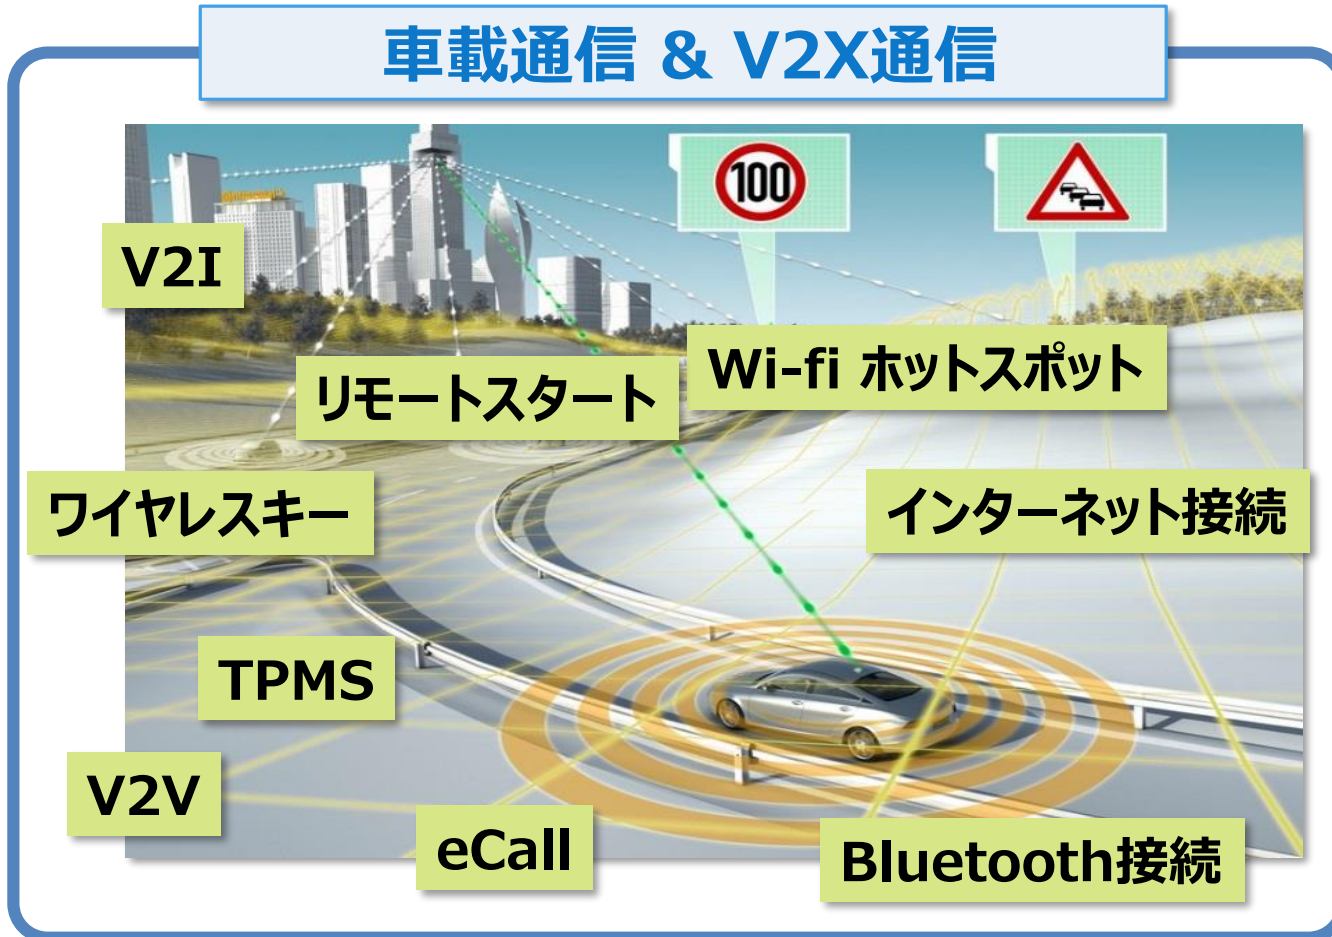 車載通信 & V2X通信
100
V2I
Wi-fi ホットスポット
リモートスタート
ワイヤレスキー
インターネット接続
TPMS
V2V
eCall
Bluetooth接続